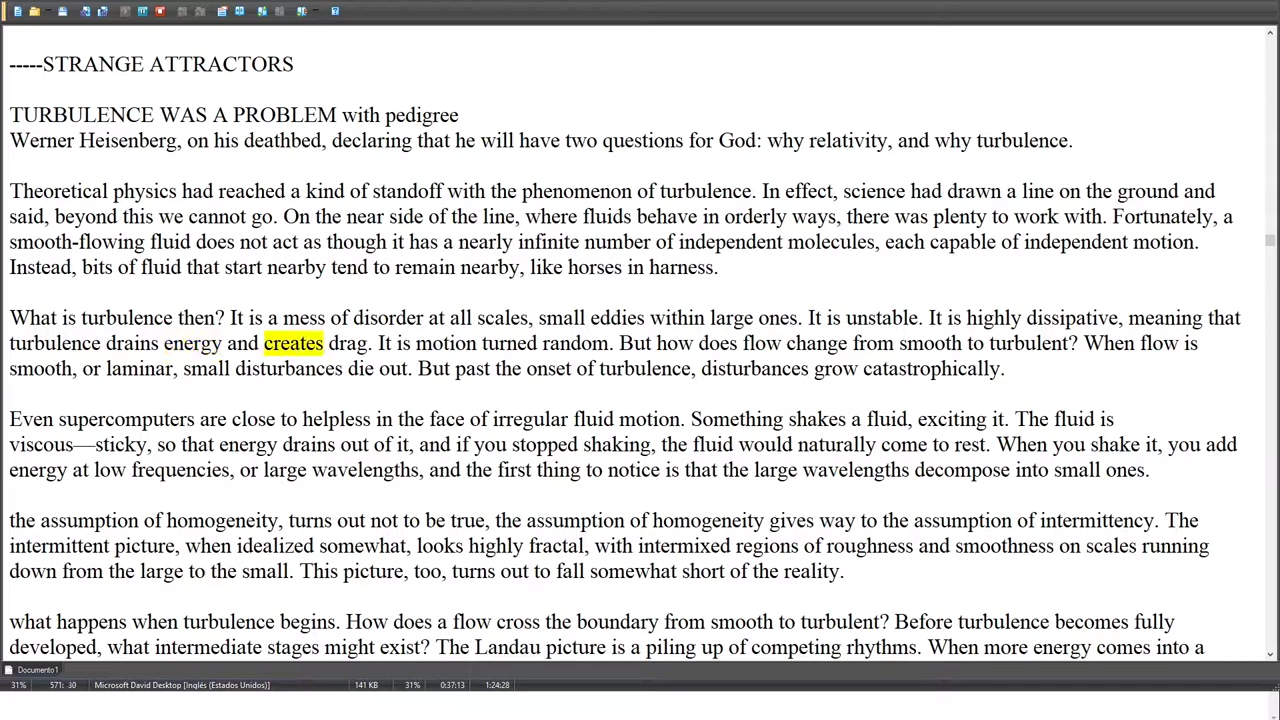 -----STRANGE ATTRACTORS
TURBULENCE WAS A PROBLEM with pedigree
Werner Heisenberg, on his deathbed, declaring that he will have two questions for God: why relativity, and why turbulence.
Theoretical physics had reached a kind of standoff with the phenomenon of turbulence. In effect, science had drawn a line on the ground and
said, beyond this we cannot go. On the near side of the line, where fluids behave in orderly ways, there was plenty to work with. Fortunately, a
smooth-flowing fluid does not act as though it has a nearly infinite number of independent molecules, each capable of independent motion.
Instead, bits of fluid that start nearby tend to remain nearby, like horses in harness.
What is turbulence then? It is a mess of disorder at all scales, small eddies within large ones. It is unstable. It is highly dissipative, meaning that
turbulence drains energy and creates drag. It is motion turned random. But how does flow change from smooth to turbulent? When flow is
smooth, or laminar, small disturbances die out. But past the onset of turbulence, disturbances grow catastrophically.
Even supercomputers are close to helpless in the face of irregular fluid motion. Something shakes a fluid, exciting it. The fluid is
viscous—sticky, so that energy drains out of it, and if you stopped shaking, the fluid would naturally come to rest. When you shake it, you add
energy at low frequencies, or large wavelengths, and the first thing to notice is that the large wavelengths decompose into small ones.
the assumption of homogeneity, turns out not to be true, the assumption of homogeneity gives way to the assumption of intermittency. The
intermittent picture, when idealized somewhat, looks highly fractal, with intermixed regions of roughness and smoothness on scales running
down from the large to the small. This picture, too, turns out to fall somewhat short of the reality.
what happens when turbulence begins. How does a flow cross the boundary from smooth to turbulent? Before turbulence becomes fully
developed, what intermediate stages might exist? The Landau picture is a piling up of competing rhythms. When more energy comes into a
Documento1
31% 571: 30 Microsoft David Desktop [Inglés (Estados Unidos)] 141 KB 31% 0:37:13 1:24:28